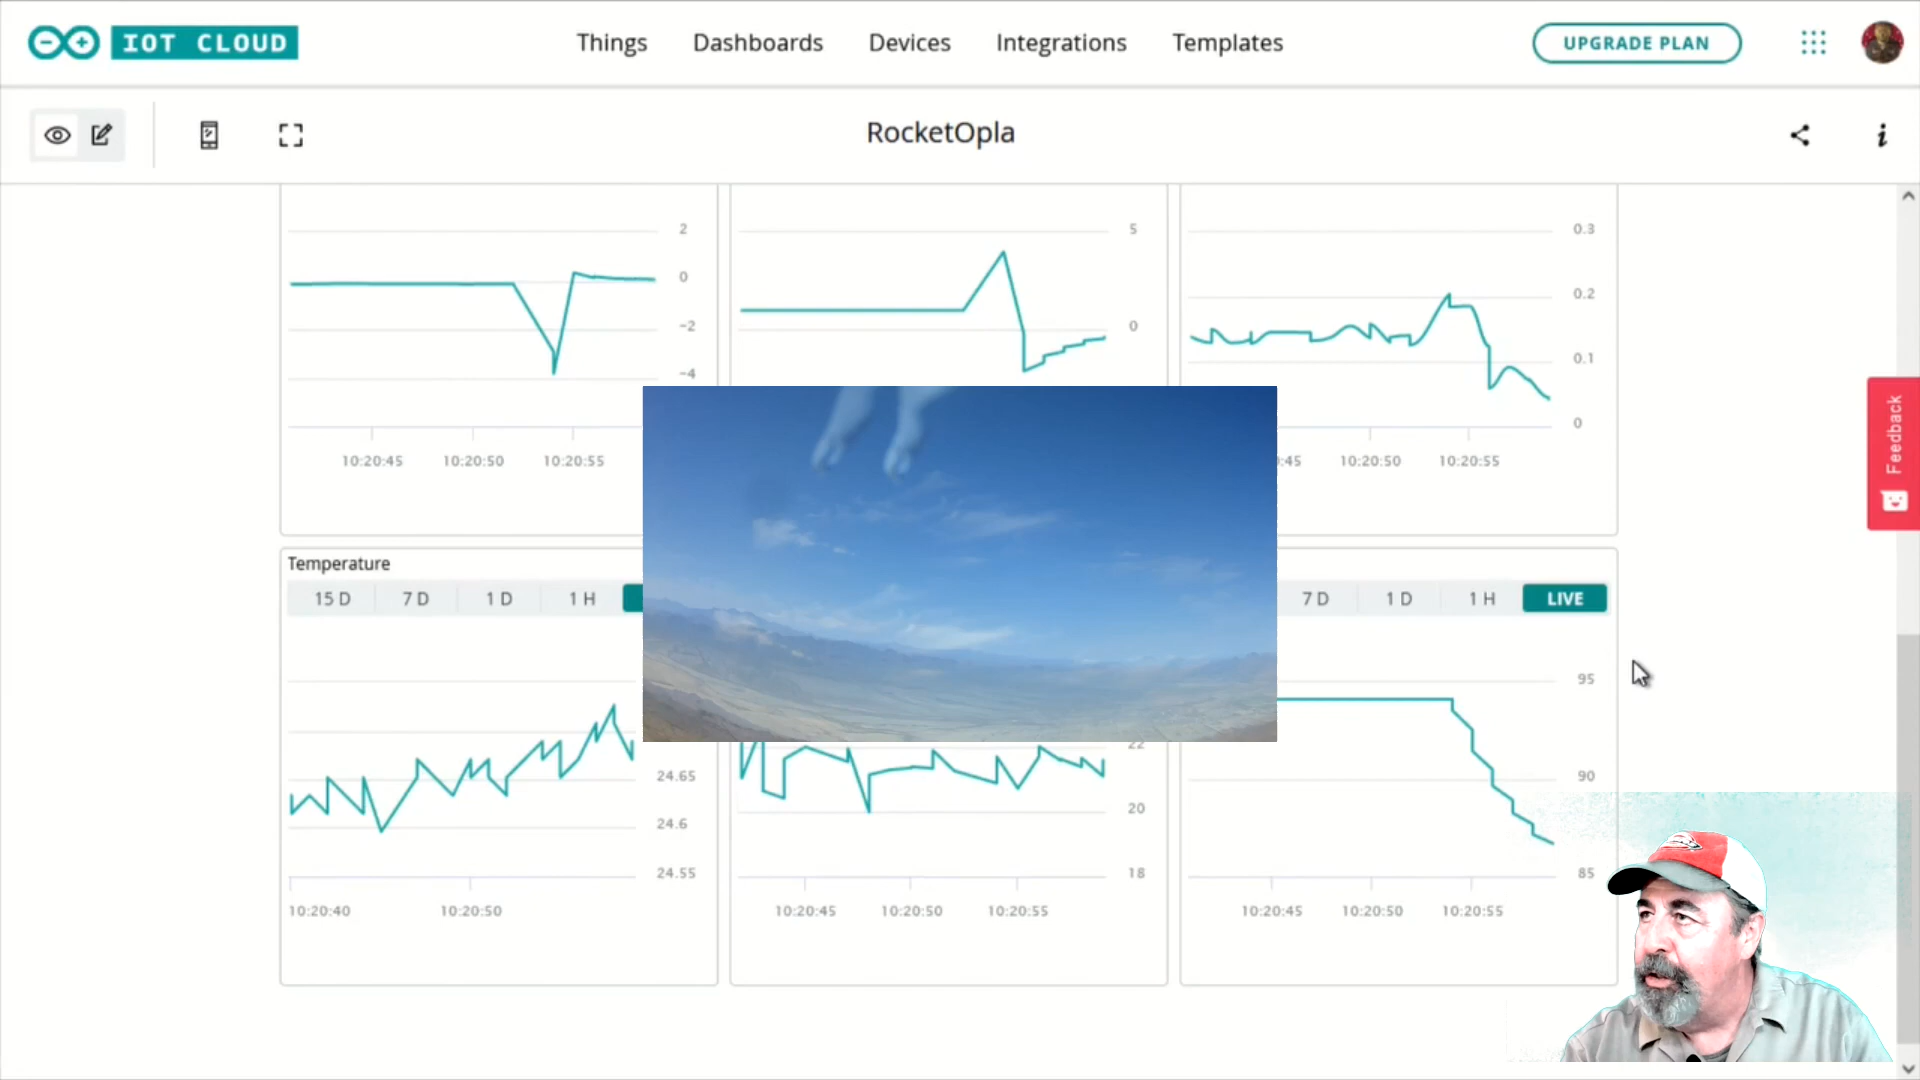 IOT CLOUD
Things
Dashboards
Devices
Integrations
Templates
UPGRADE PLAN
RocketOpla
2
0
-2
-4
10:20:45
10:20:50
10:20:55
5
0
0.3
0.2
0.1
0
:45
10:20:50
10:20:55
Feedback
Temperature
15 D
7 D
1 D
1 H
24.65
24.6
24.55
10:20:40
10:20:50
22
20
18
10:20:45
10:20:50
10:20:55
7 D
1 D
1 H
LIVE
95
90
85
10:20:45
10:20:50
10:20:55